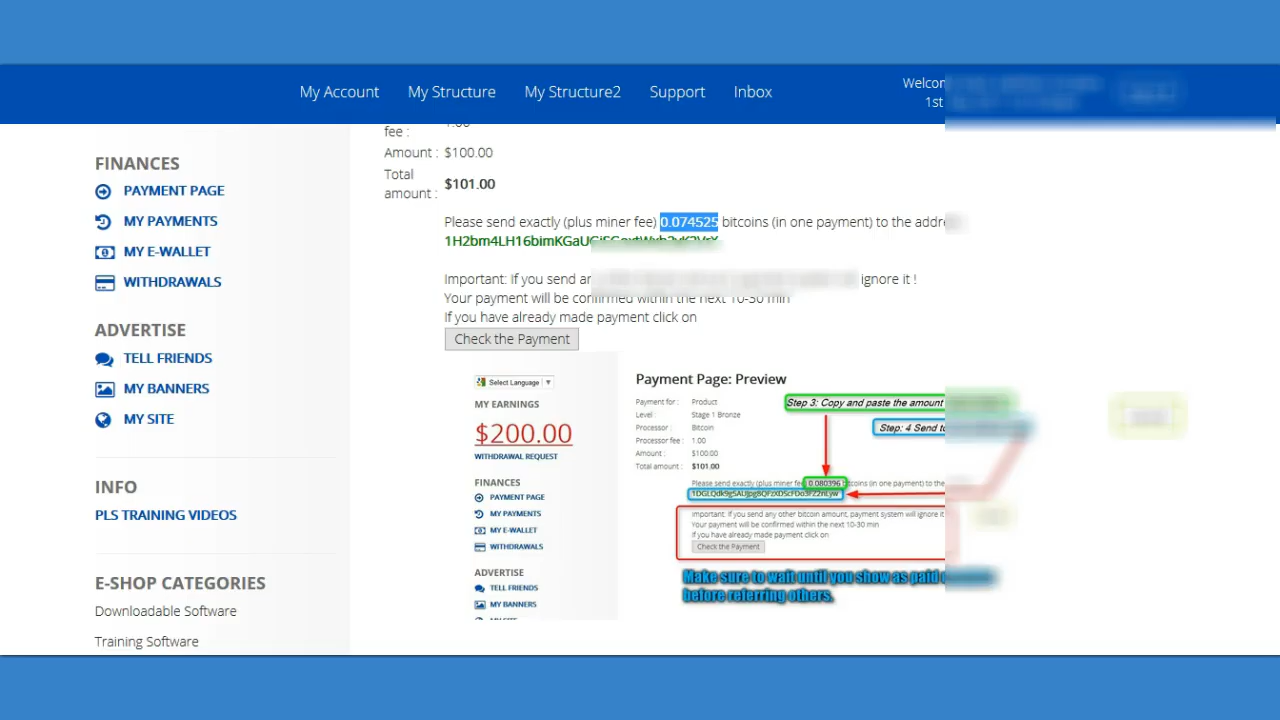 My Account My Structure My Structure2 Support Inbox
1st
FINANCES
PAYMENT PAGE
MY PAYMENTS
MY E-WALLET
WITHDRAWALS
ADVERTISE
TELL FRIENDS
MY BANNERS
MY SITE
INFO
PLS TRAINING VIDEOS
E-SHOP CATEGORIES
Downloadable Software
Training Software
fee :
Amount : $100.00
Total
amount : $101.00
Please send exactly (plus miner fee) 0.074525 bitcoins (in one payment) to the
Important: If you send ignore it !
Your payment will be confirmed within the next 10-30 min
If you have already made payment click on
Check the Payment
Select Language
MY EARNINGS
$200.00
WITHDRAWAL REQUEST
FINANCES
PAYMENT PAGE
MY PAYMENTS
MY E-WALLET
WITHDRAWALS
ADVERTISE
TELL FRIENDS
MY BANNERS
Payment Page: Preview
Payment for : Product
Level : Stage 1 Bronze
Processor : Bitcoin
Processor fee : 1.00
Amount : $100.00
Total amount : $101.00
Step 3: Copy and paste the amount
Step: 4 Send to
Please send exactly (plus miner fee) 0.080396 bitcoins (in one payment) to the
Important: If you send any other bitcoin amount, payment system will ignore it
Your payment will be confirmed within the next 10-30 min
If you have already made payment click on
Check the Payment
Make sure to wait until you show as paid
before referring others.